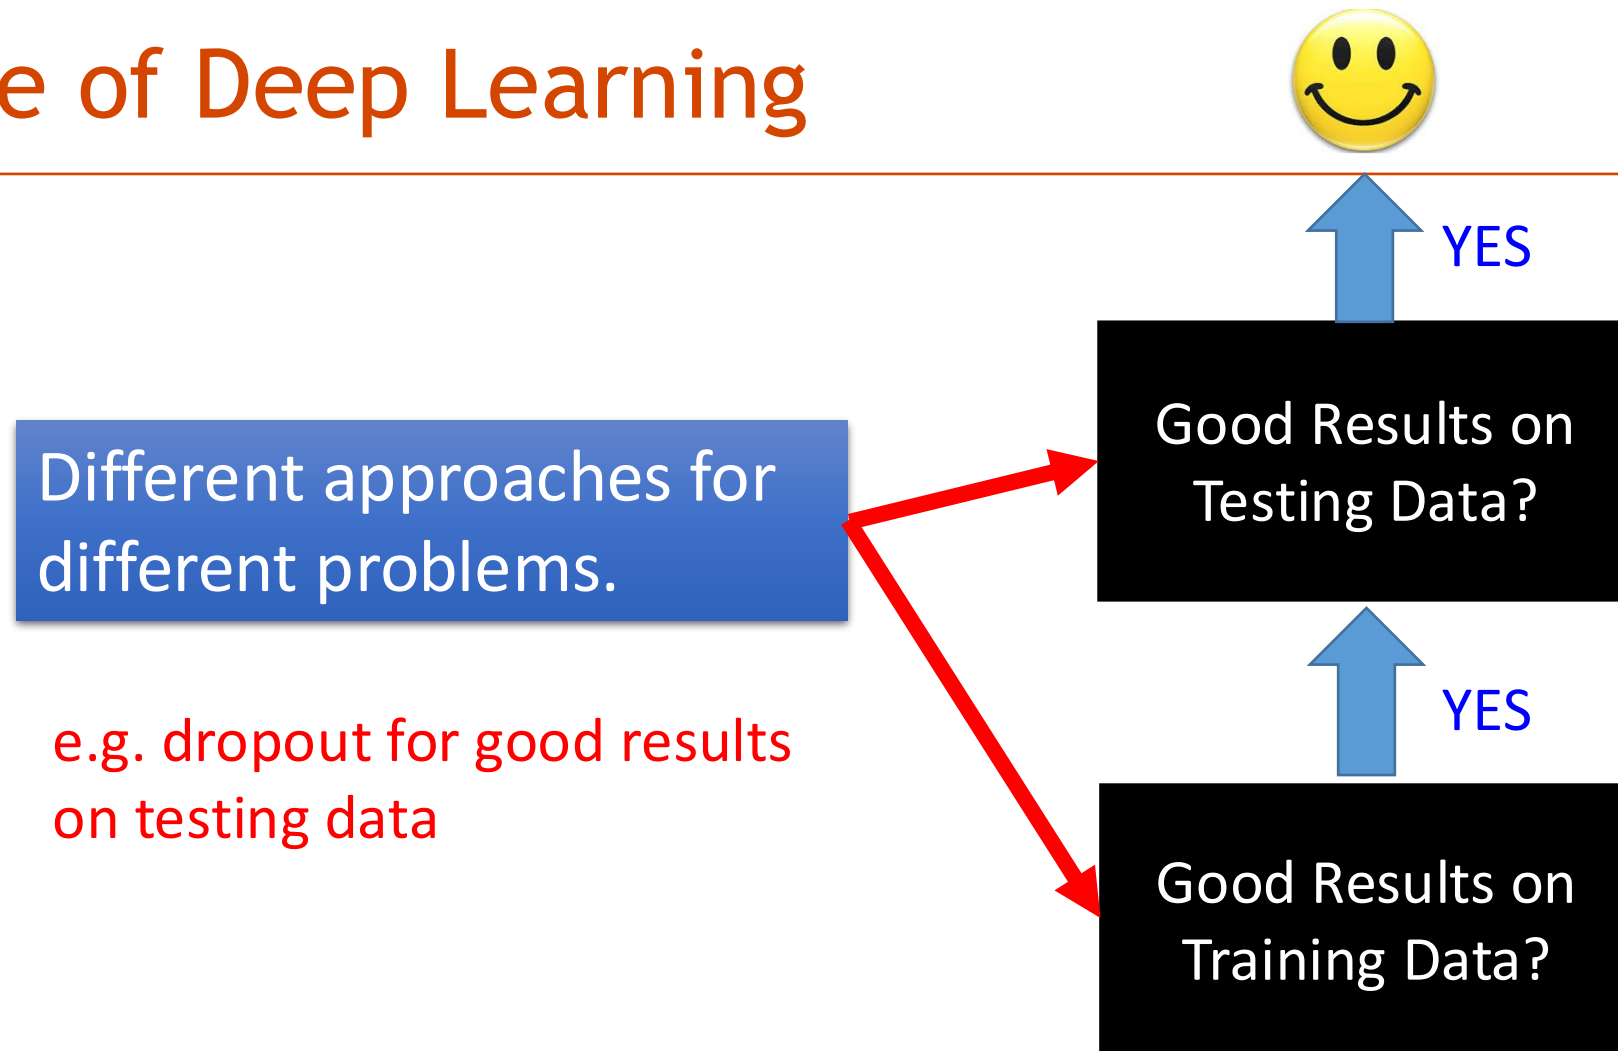 e of Deep Learning
YES
Good Results on
Testing Data?
Different approaches for
different problems.
YES
e.g. dropout for good results
on testing data
Good Results on
Training Data?